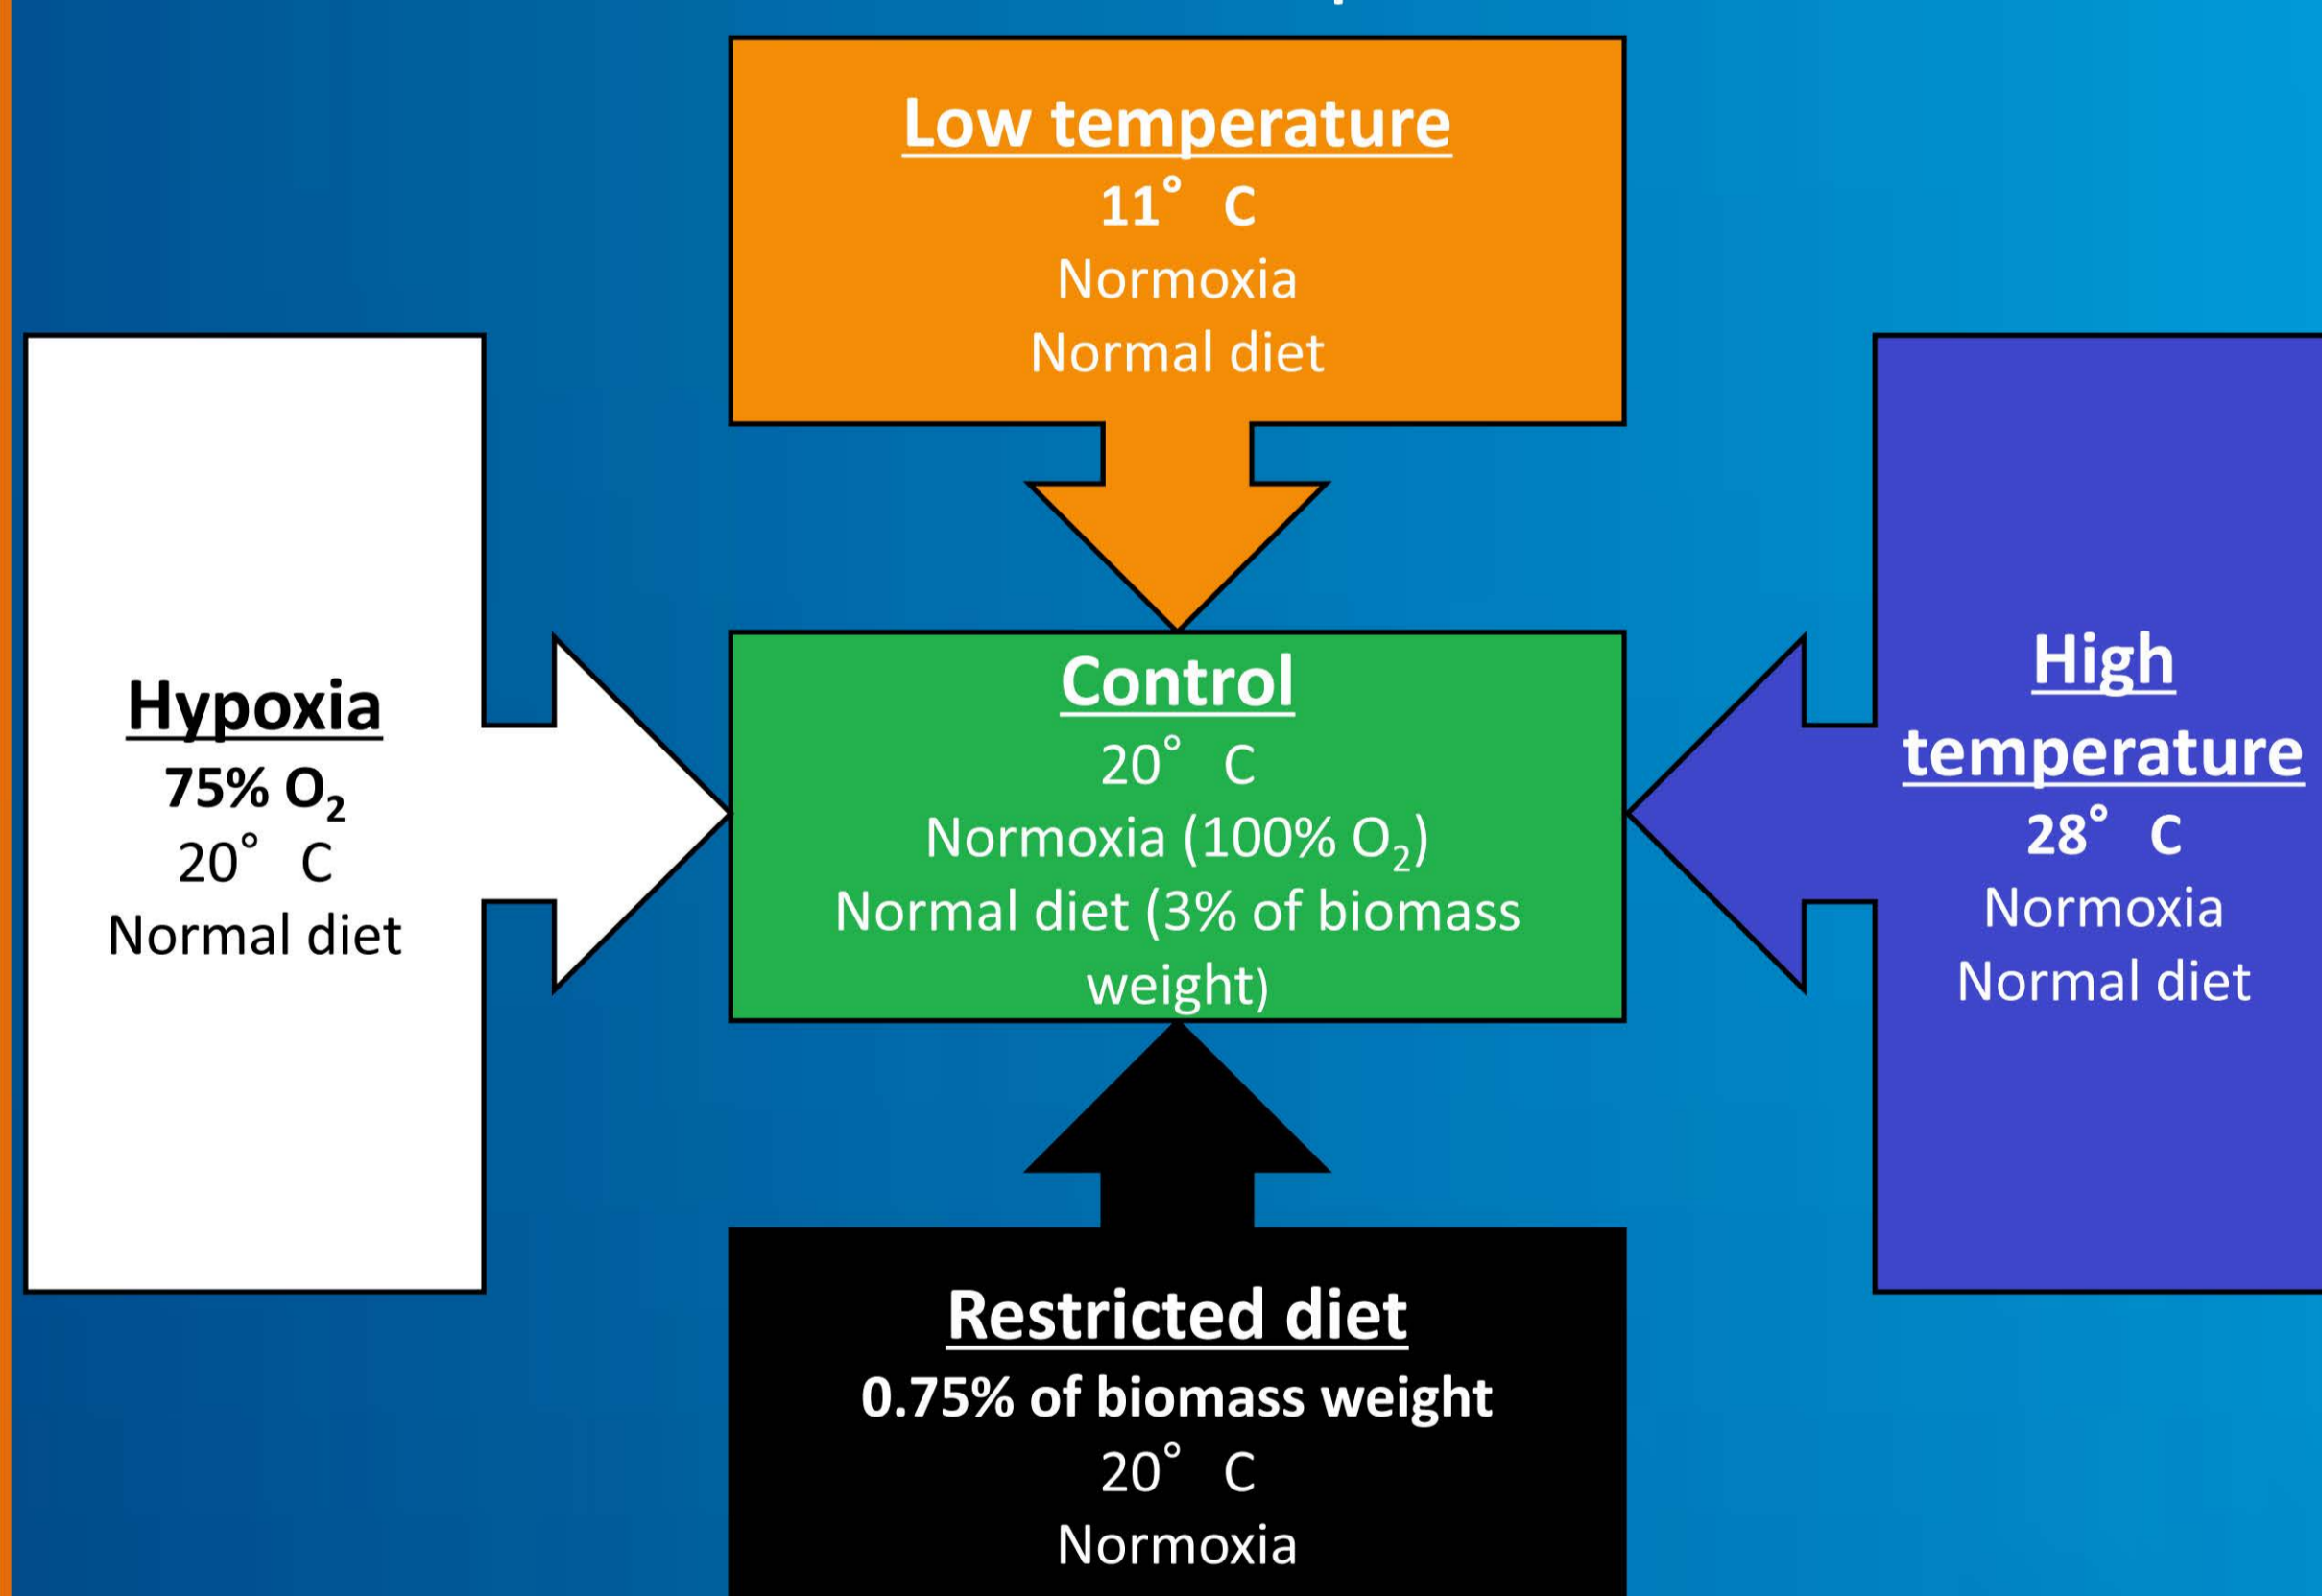 Low temperature
11° C
Normoxia
Normal diet
Hypoxia
75% O₂
20° C
Normal diet
Control
20° C
Normoxia (100% O₂)
Normal diet (3% of biomass
weight)
High
temperature
28° C
Normoxia
Normal diet
Restricted diet
0.75% of biomass weight
20° C
Normoxia